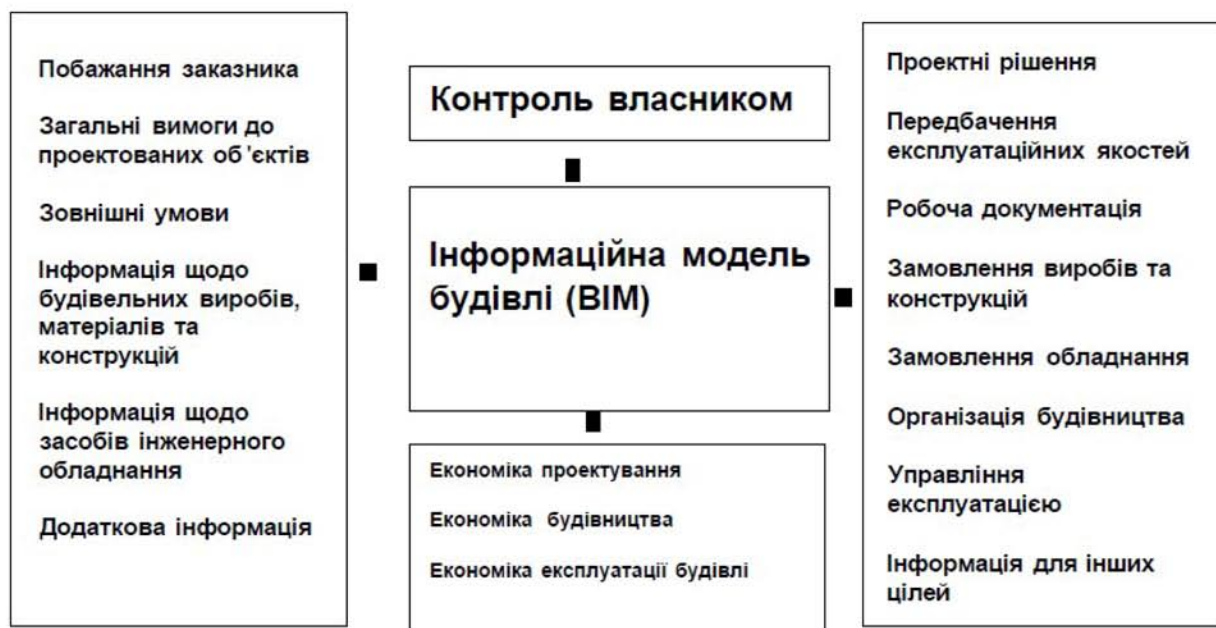 Побажання заказника
Загальні вимоги до
проектованих об'єктів
Зовнішні умови
Інформація щодо
будівельних виробів,
матеріалів та
конструкцій
Інформація щодо
засобів інженерного
обладнання
Додаткова інформація
Контроль власником
Інформаційна модель
будівлі (BIM)
Економіка проектування
Економіка будівництва
Економіка експлуатації будівлі
Проектні рішення
Передбачення
експлуатаційних якостей
Робоча документація
Замовлення виробів та
конструкцій
Замовлення обладнання
Організація будівництва
Управління
експлуатацією
Інформація для інших
цілей